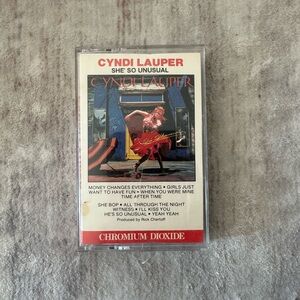 CYNDI LAUPER
SHE' SO UNUSUAL
CYNDI LAUPER
MONEY CHANGES EVERYTHING • GIRLS JUST
WANT TO HAVE FUN • WHEN YOU WERE MINE
TIME AFTER TIME
SHE BOP • ALL THROUGH THE NIGHT
WITNESS • I'LL KISS YOU
HE'S SO UNUSUAL • YEAH YEAH
Produced by Rick Chertoff
CHROMIUM DIOXIDE